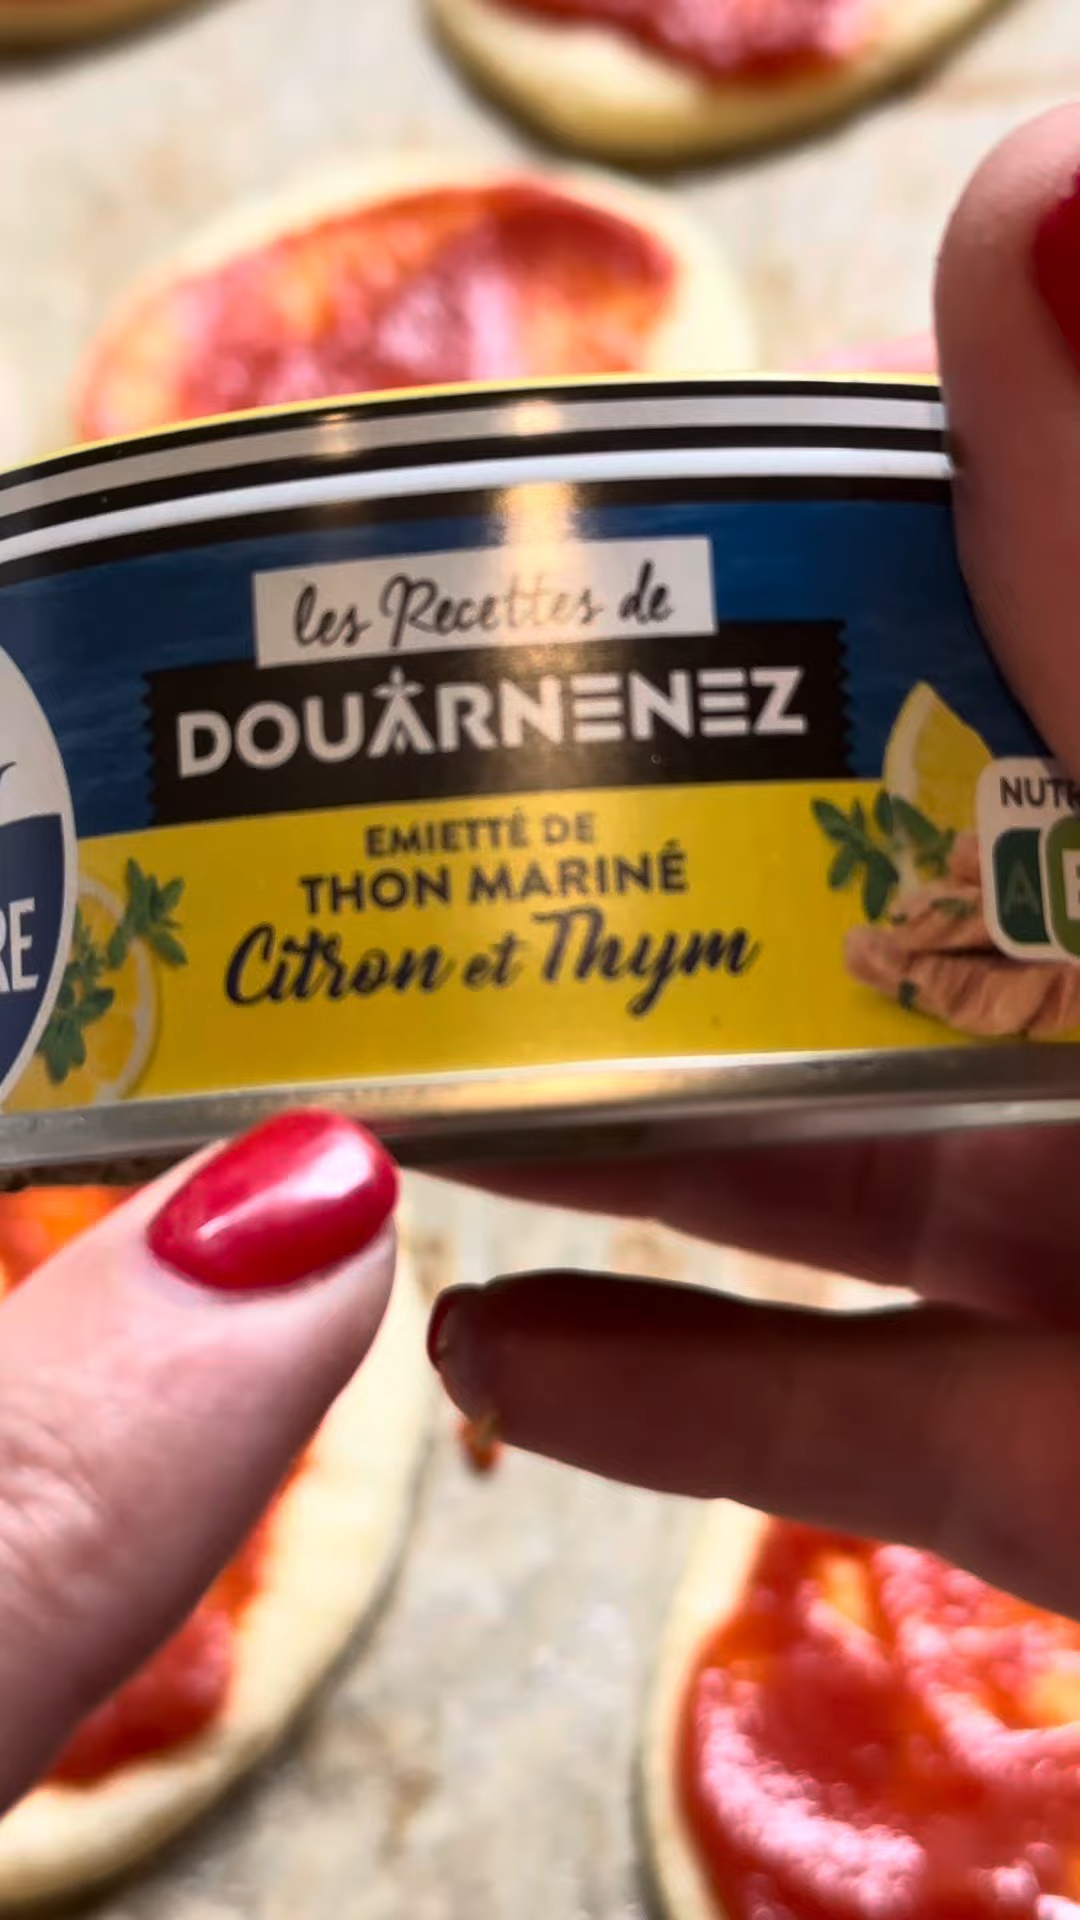 les Recettes de
DOUARNENEZ
EMIETTÉ DE
THON MARINÉ
Citron et Thym
A